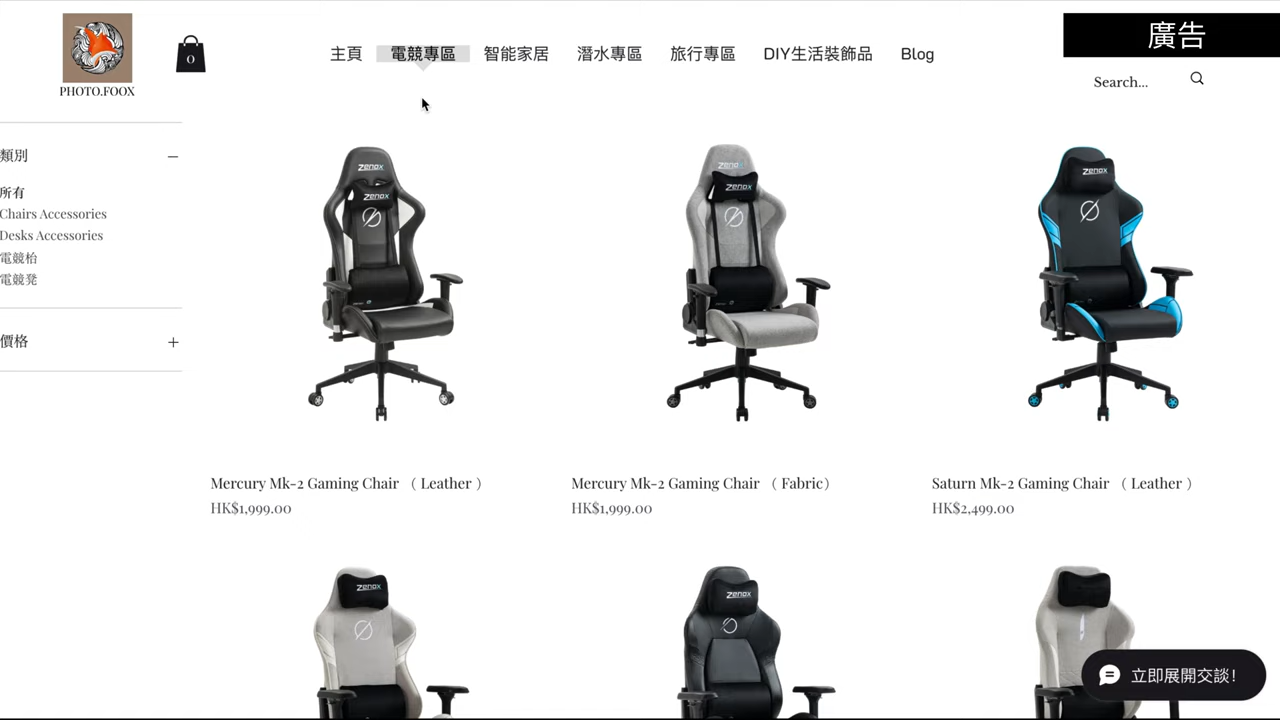 PHOTO.FOOX
0
主頁
電競專區
智能家居
潛水專區
旅行專區
DIY生活裝飾品
Blog
廣告
Search...
類別
所有
Chairs Accessories
Desks Accessories
電競枱
電競凳
價格
Zenox
Zenox
Zenox
Zenox
Zenox
Mercury Mk-2 Gaming Chair （ Leather ）
HK$1,999.00
Mercury Mk-2 Gaming Chair （ Fabric）
HK$1,999.00
Saturn Mk-2 Gaming Chair （ Leather ）
HK$2,499.00
Zenox
Zenox
立即展開交談！